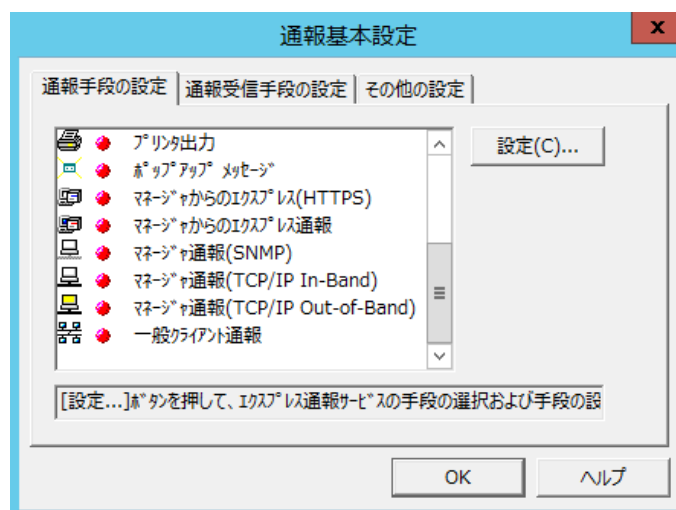 通報基本設定
x
通報手段の設定 通報受信手段の設定 その他の設定
ﾌﾟﾘﾝﾀ出力
ﾎﾟｯﾌﾟｱｯﾌﾟ ﾒｯｾｰｼﾞ
ﾏﾈｰｼﾞｬからのｴｸｽﾌﾟﾚｽ(HTTPS)
ﾏﾈｰｼﾞｬからのｴｸｽﾌﾟﾚｽ通報
ﾏﾈｰｼﾞｬ通報(SNMP)
ﾏﾈｰｼﾞｬ通報(TCP/IP In-Band)
ﾏﾈｰｼﾞｬ通報(TCP/IP Out-of-Band)
一般ｸﾗｲｱﾝﾄ通報
設定(C)...
[設定...]ﾎﾞﾀﾝを押して、ｴｸｽﾌﾟﾚｽ通報ｻｰﾋﾞｽの手段の選択および手段の設
OK
ヘルプ